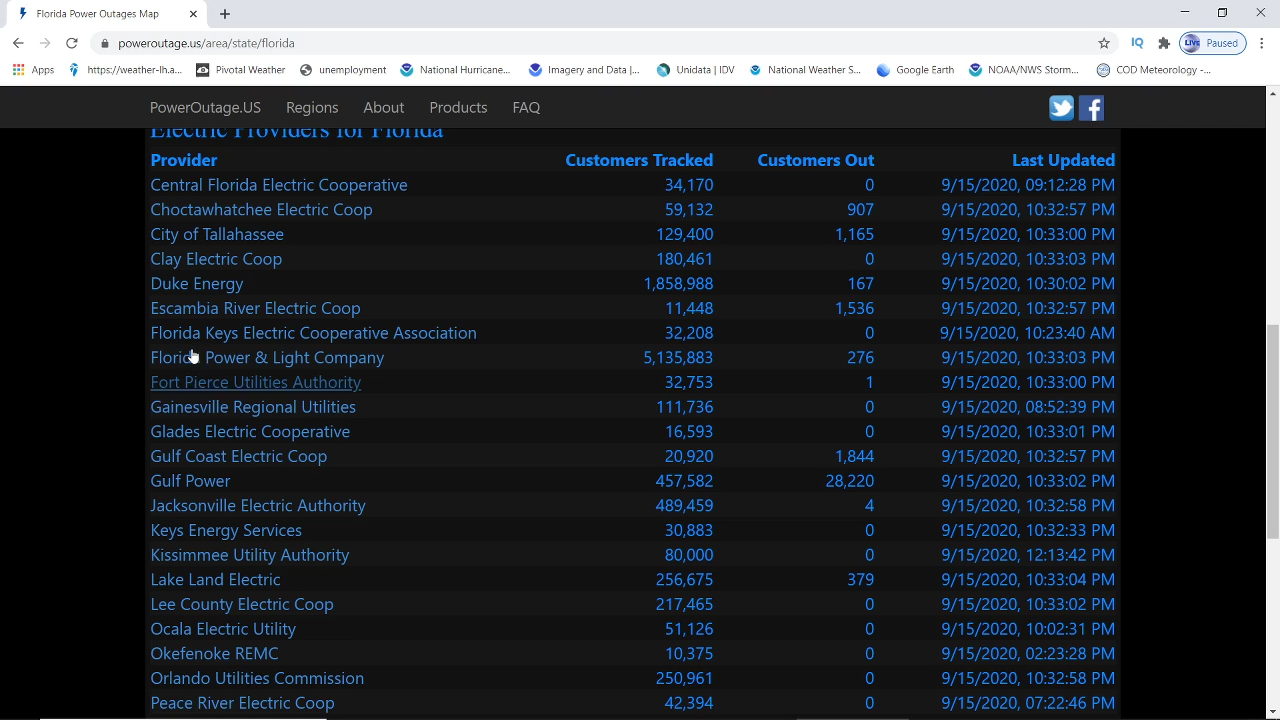 Florida Power Outages Map
poweroutage.us/area/state/florida
IQ
LIVE Paused
Apps https://weather-lh.a... Pivotal Weather unemployment National Hurricane... Imagery and Data |... Unidata | IDV National Weather S... Google Earth NOAA/NWS Storm... COD Meteorology -...
PowerOutage.US Regions About Products FAQ
Electric Providers for Florida
Provider Customers Tracked Customers Out Last Updated
Central Florida Electric Cooperative 34,170 0 9/15/2020, 09:12:28 PM
Choctawhatchee Electric Coop 59,132 907 9/15/2020, 10:32:57 PM
City of Tallahassee 129,400 1,165 9/15/2020, 10:33:00 PM
Clay Electric Coop 180,461 0 9/15/2020, 10:33:03 PM
Duke Energy 1,858,988 167 9/15/2020, 10:30:02 PM
Escambia River Electric Coop 11,448 1,536 9/15/2020, 10:32:57 PM
Florida Keys Electric Cooperative Association 32,208 0 9/15/2020, 10:23:40 AM
Florida Power & Light Company 5,135,883 276 9/15/2020, 10:33:03 PM
Fort Pierce Utilities Authority 32,753 1 9/15/2020, 10:33:00 PM
Gainesville Regional Utilities 111,736 0 9/15/2020, 08:52:39 PM
Glades Electric Cooperative 16,593 0 9/15/2020, 10:33:01 PM
Gulf Coast Electric Coop 20,920 1,844 9/15/2020, 10:32:57 PM
Gulf Power 457,582 28,220 9/15/2020, 10:33:02 PM
Jacksonville Electric Authority 489,459 4 9/15/2020, 10:32:58 PM
Keys Energy Services 30,883 0 9/15/2020, 10:32:33 PM
Kissimmee Utility Authority 80,000 0 9/15/2020, 12:13:42 PM
Lake Land Electric 256,675 379 9/15/2020, 10:33:04 PM
Lee County Electric Coop 217,465 0 9/15/2020, 10:33:02 PM
Ocala Electric Utility 51,126 0 9/15/2020, 10:02:31 PM
Okefenoke REMC 10,375 0 9/15/2020, 02:23:28 PM
Orlando Utilities Commission 250,961 0 9/15/2020, 10:32:58 PM
Peace River Electric Coop 42,394 0 9/15/2020, 07:22:46 PM